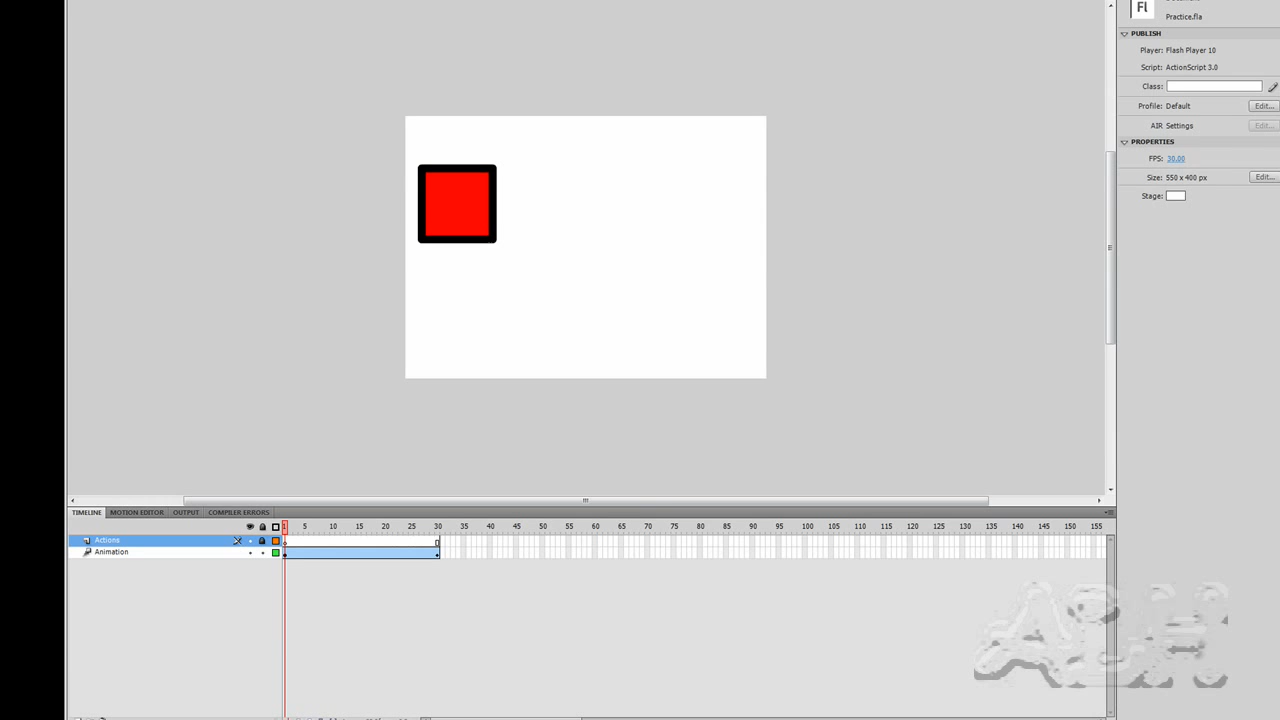 Fl
Practice.fla
PUBLISH
Player: Flash Player 10
Script: ActionScript 3.0
Class:
Profile: Default
Edit...
AIR Settings
Edit...
PROPERTIES
FPS: 30.00
Size: 550 x 400 px
Edit...
Stage:
TIMELINE MOTION EDITOR OUTPUT COMPILER ERRORS
1 5 10 15 20 25 30 35 40 45 50 55 60 65 70 75 80 85 90 95 100 105 110 115 120 125 130 135 140 145 150 155
Actions
Animation